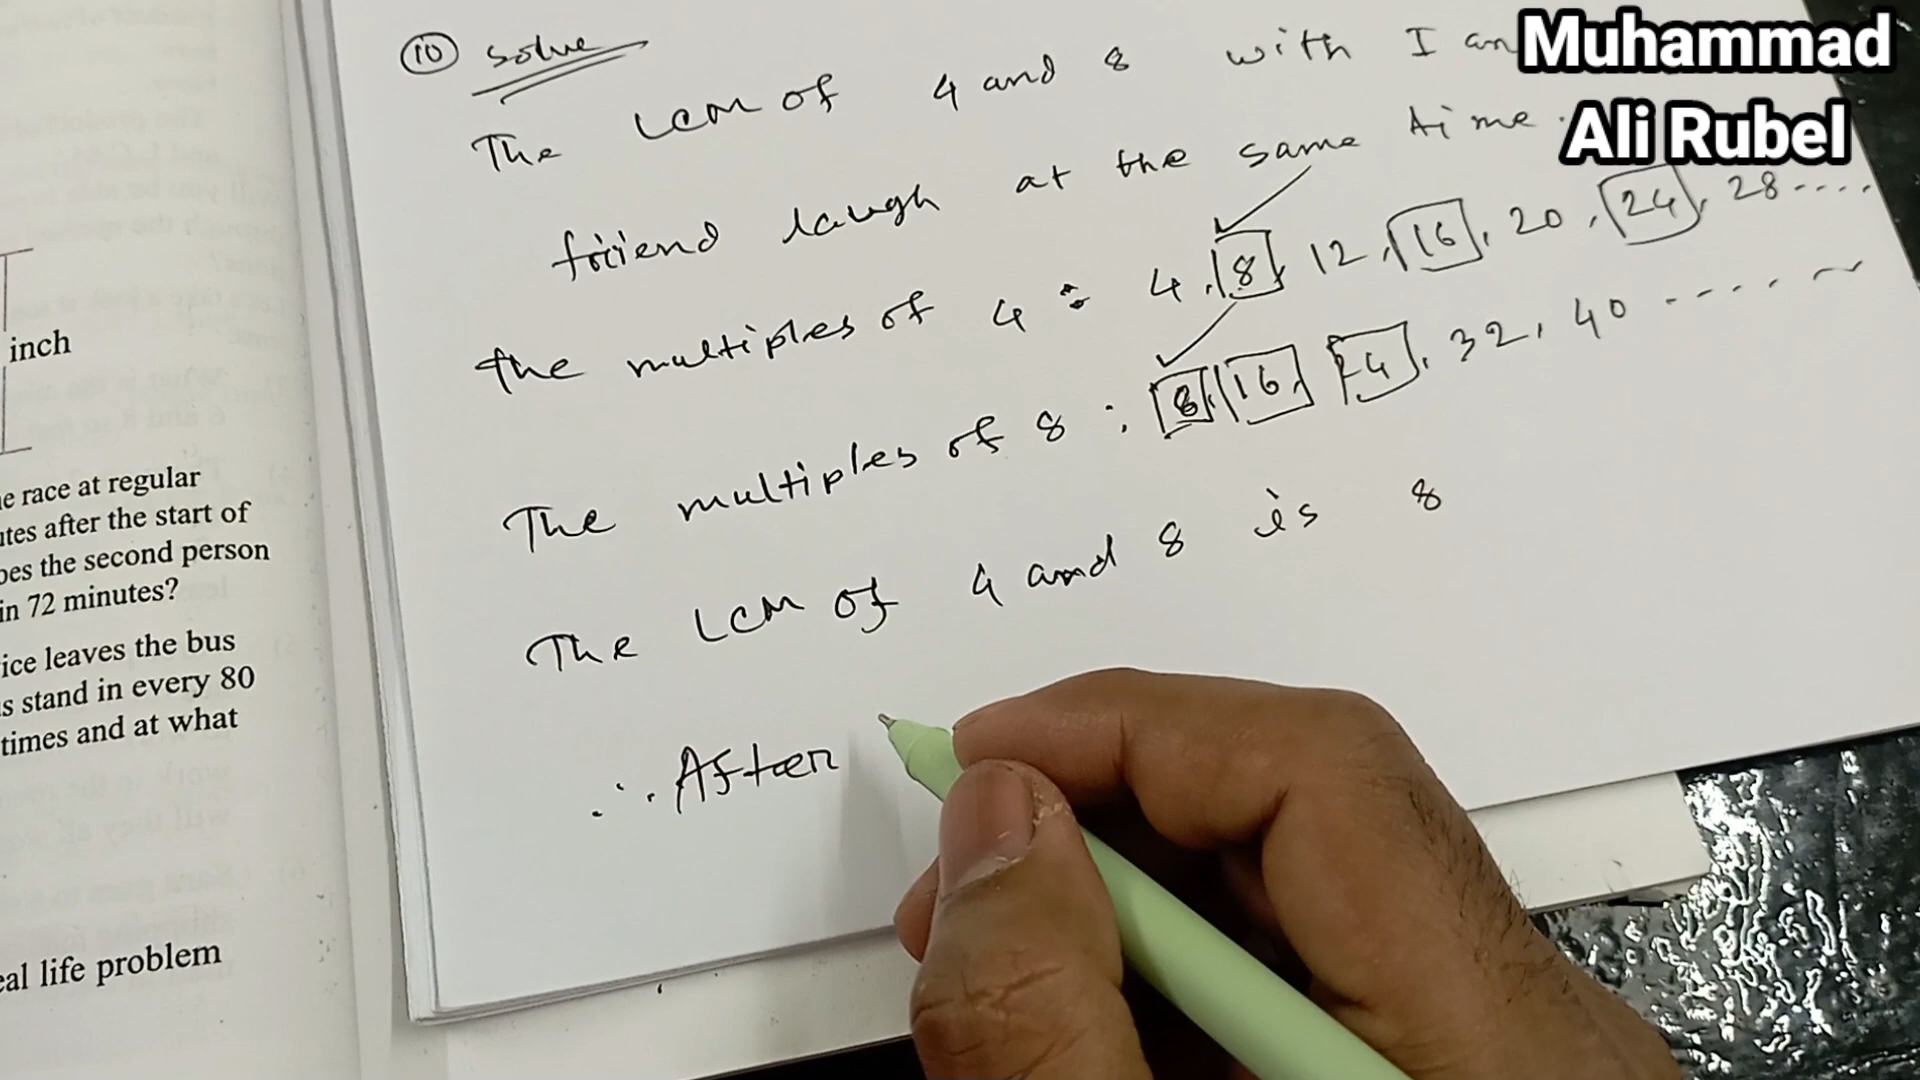 Muhammad
Ali Rubel
10 solve
The LCM of 4 and 8 with I an
friend laugh at the same time.
the multiples of 4 : 4, 8, 12, 16, 20, 24, 28....
The multiples of 8 : 8, 16, 24, 32, 40 ......
The LCM of 4 and 8 is 8
∴ After
inch
e race at regular
utes after the start of
oes the second person
in 72 minutes?
ice leaves the bus
s stand in every 80
times and at what
eal life problem